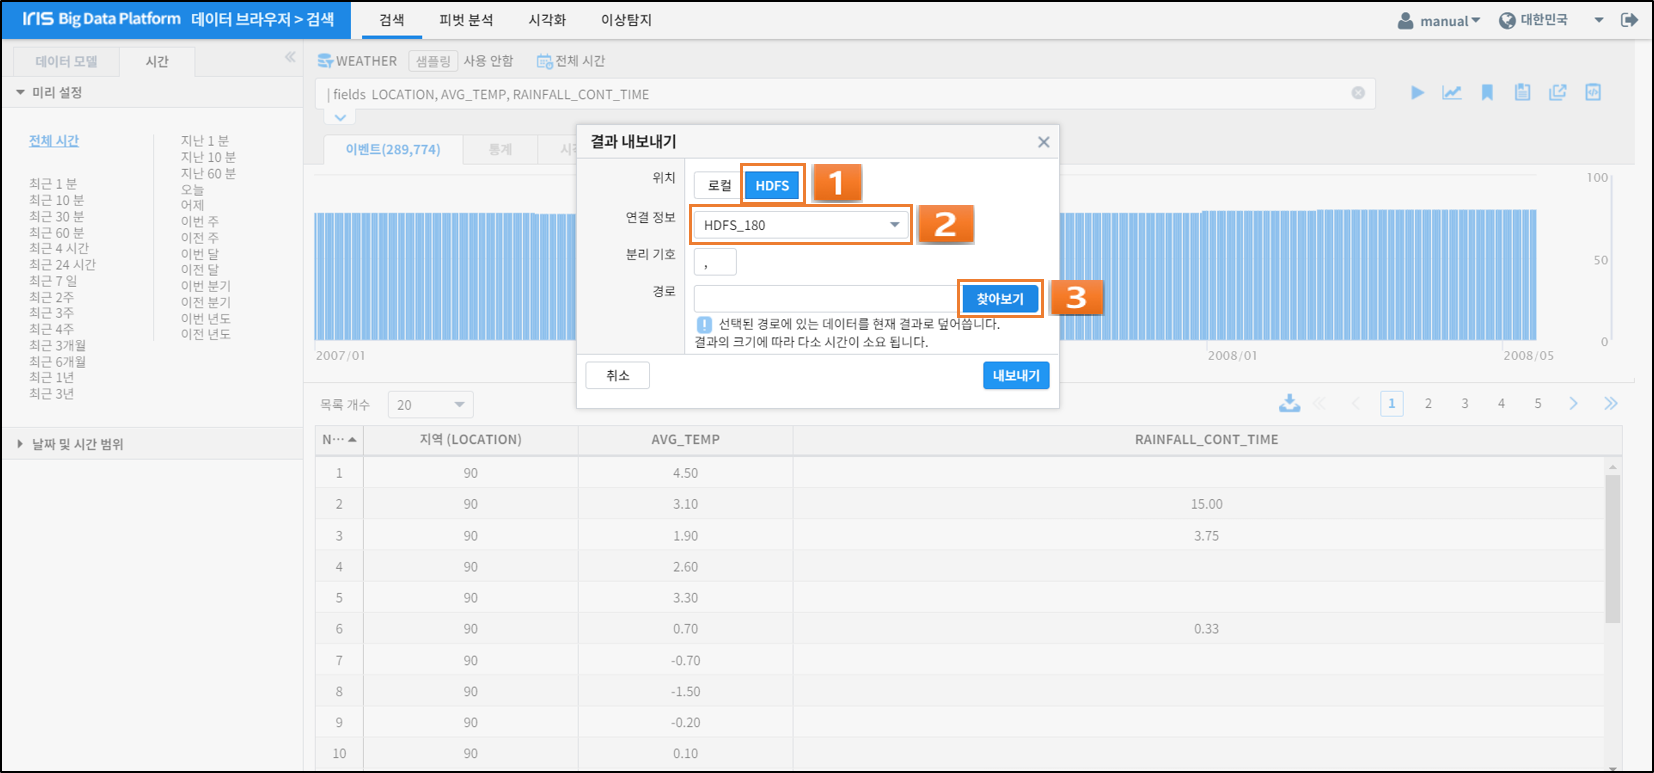 IRIS Big Data Platform 데이터 브라우저 > 검색
검색 피벗 분석 시각화 이상탐지
manual 대한민국
데이터 모델 시간
미리 설정
전체 시간
최근 1 분
최근 10 분
최근 30 분
최근 60 분
최근 4 시간
최근 24 시간
최근 7 일
최근 2주
최근 3주
최근 4주
최근 3개월
최근 6개월
최근 1년
최근 3년
지난 1 분
지난 10 분
지난 60 분
오늘
어제
이번 주
이전 주
이번 달
이전 달
이번 분기
이전 분기
이번 년도
이전 년도
날짜 및 시간 범위
WEATHER 샘플링 사용 안함 전체 시간
| fields LOCATION, AVG_TEMP, RAINFALL_CONT_TIME
이벤트(289,774) 통계
100
50
0
2007/01 2008/01 2008/05
결과 내보내기
위치 로컬 HDFS 1
연결 정보 HDFS_180 2
분리 기호 ,
경로 찾아보기 3
선택된 경로에 있는 데이터를 현재 결과로 덮어씁니다.
결과의 크기에 따라 다소 시간이 소요 됩니다.
취소 내보내기
목록 개수 20
1 2 3 4 5
N··· 지역 (LOCATION) AVG_TEMP RAINFALL_CONT_TIME
1 90 4.50
2 90 3.10 15.00
3 90 1.90 3.75
4 90 2.60
5 90 3.30
6 90 0.70 0.33
7 90 -0.70
8 90 -1.50
9 90 -0.20
10 90 0.10